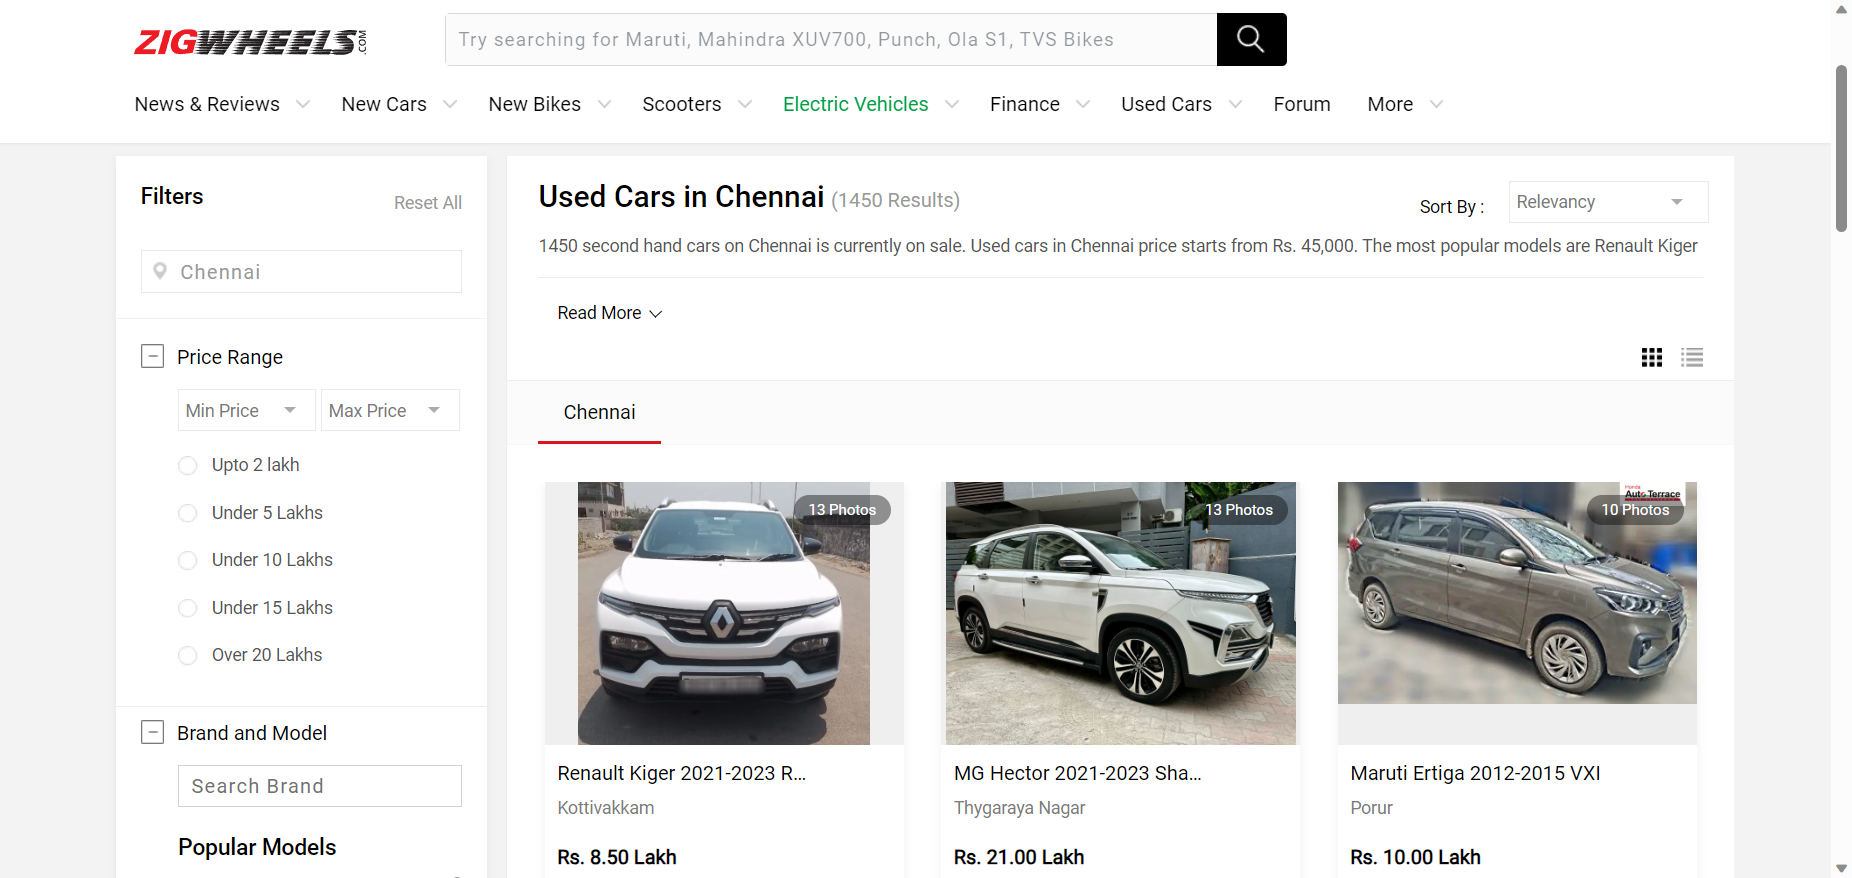 ZIGWHEELS.COM
Try searching for Maruti, Mahindra XUV700, Punch, Ola S1, TVS Bikes
News & Reviews New Cars New Bikes Scooters Electric Vehicles Finance Used Cars Forum More
Filters
Reset All
Chennai
Price Range
Min Price Max Price
Upto 2 lakh
Under 5 Lakhs
Under 10 Lakhs
Under 15 Lakhs
Over 20 Lakhs
Brand and Model
Search Brand
Popular Models
Used Cars in Chennai (1450 Results)
Sort By : Relevancy
1450 second hand cars on Chennai is currently on sale. Used cars in Chennai price starts from Rs. 45,000. The most popular models are Renault Kiger
Read More
Chennai
13 Photos
Renault Kiger 2021-2023 R...
Kottivakkam
Rs. 8.50 Lakh
13 Photos
MG Hector 2021-2023 Sha...
Thygaraya Nagar
Rs. 21.00 Lakh
Honda
Auto Terrace
10 Photos
Maruti Ertiga 2012-2015 VXI
Porur
Rs. 10.00 Lakh